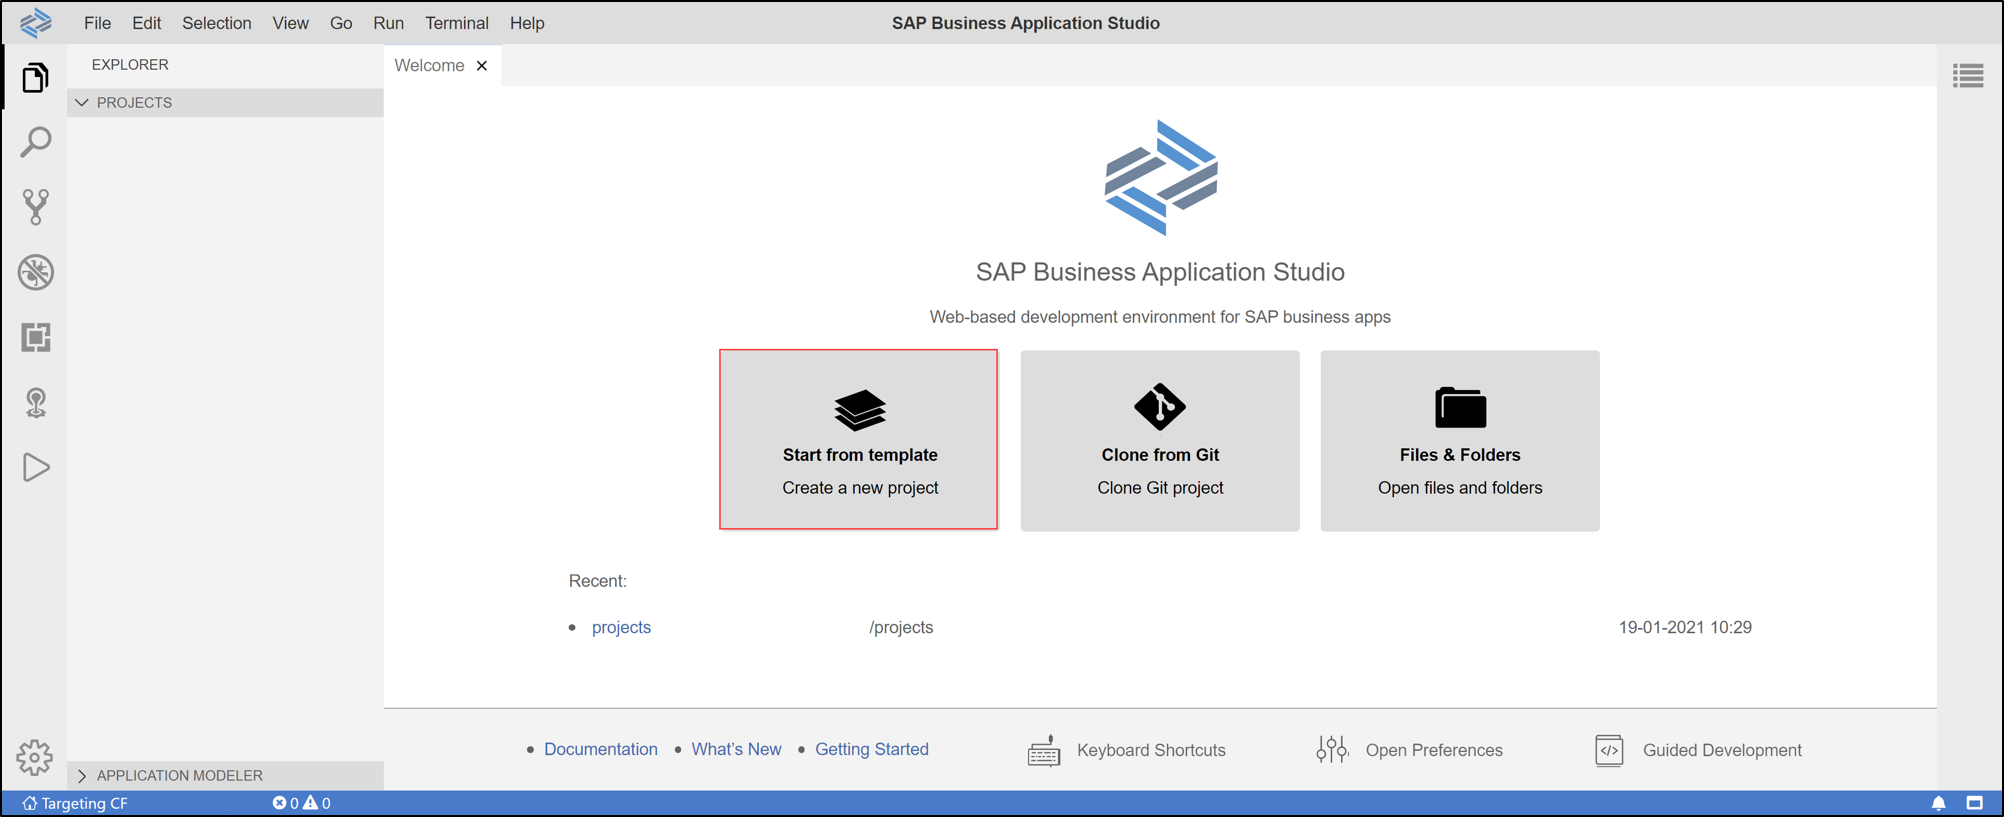 File Edit Selection View Go Run Terminal Help SAP Business Application Studio
EXPLORER
PROJECTS
Welcome
SAP Business Application Studio
Web-based development environment for SAP business apps
Start from template
Create a new project
Clone from Git
Clone Git project
Files & Folders
Open files and folders
Recent:
projects /projects 19-01-2021 10:29
Documentation What's New Getting Started Keyboard Shortcuts Open Preferences Guided Development
APPLICATION MODELER
Targeting CF 0 0